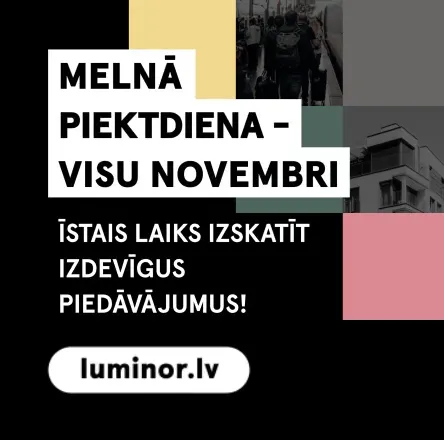 MELNĀ
PIEKTDIENA –
VISU NOVEMBRI
ĪSTAIS LAIKS IZSKATĪT
IZDEVĪGUS
PIEDĀVĀJUMUS!
luminor.lv